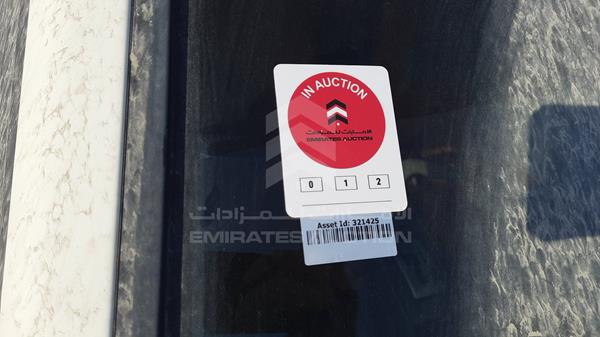 IN AUCTION
الإمارات للمزادات
EMIRATES AUCTION
0 1 2
الإمارات للمزادات
EMIRATES AUCTION
Asset Id: 321425